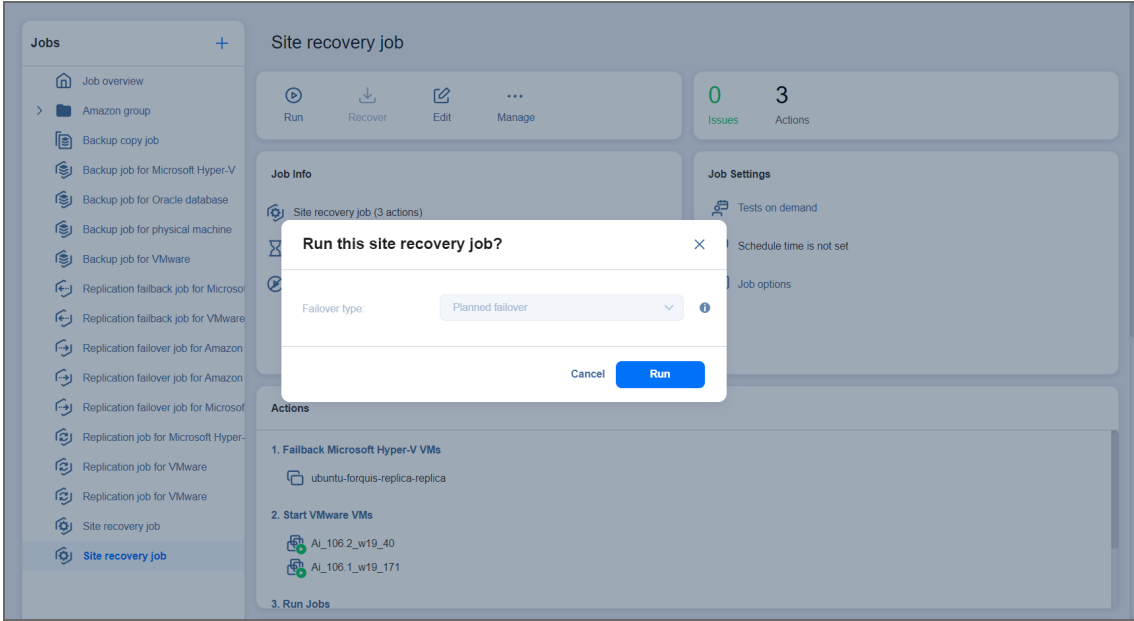 Jobs
Job overview
Amazon group
Backup copy job
Backup job for Microsoft Hyper-V
Backup job for Oracle database
Backup job for physical machine
Backup job for VMware
Replication failback job for Microso
Replication failback job for VMware
Replication failover job for Amazon
Replication failover job for Amazon
Replication failover job for Microsof
Replication job for Microsoft Hyper-
Replication job for VMware
Replication job for VMware
Site recovery job
Site recovery job
Site recovery job
Run
Recover
Edit
Manage
0
Issues
3
Actions
Job Info
Site recovery job (3 actions)
Job Settings
Tests on demand
Schedule time is not set
Job options
Run this site recovery job?
Failover type:
Planned failover
Cancel
Run
Actions
1. Failback Microsoft Hyper-V VMs
ubuntu-forquis-replica-replica
2. Start VMware VMs
Ai_106.2_w19_40
Ai_106.1_w19_171
3. Run Jobs